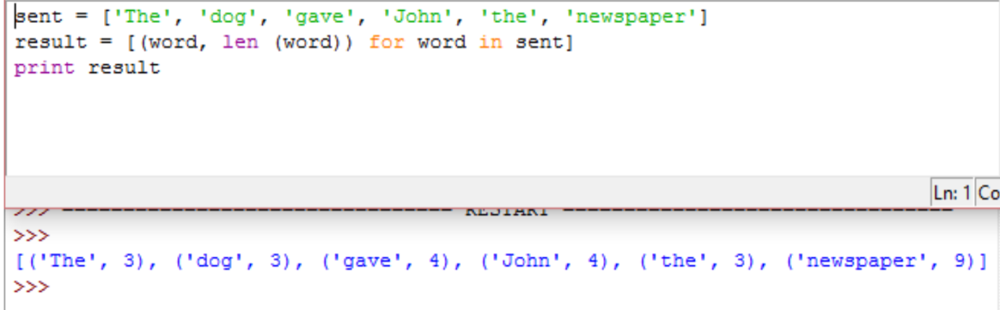 sent = ['The', 'dog', 'gave', 'John', 'the', 'newspaper']
result = [(word, len (word)) for word in sent]
print result
Ln: 1 Co
>>> ================================ RESTART ================================
>>>
[('The', 3), ('dog', 3), ('gave', 4), ('John', 4), ('the', 3), ('newspaper', 9)]
>>>